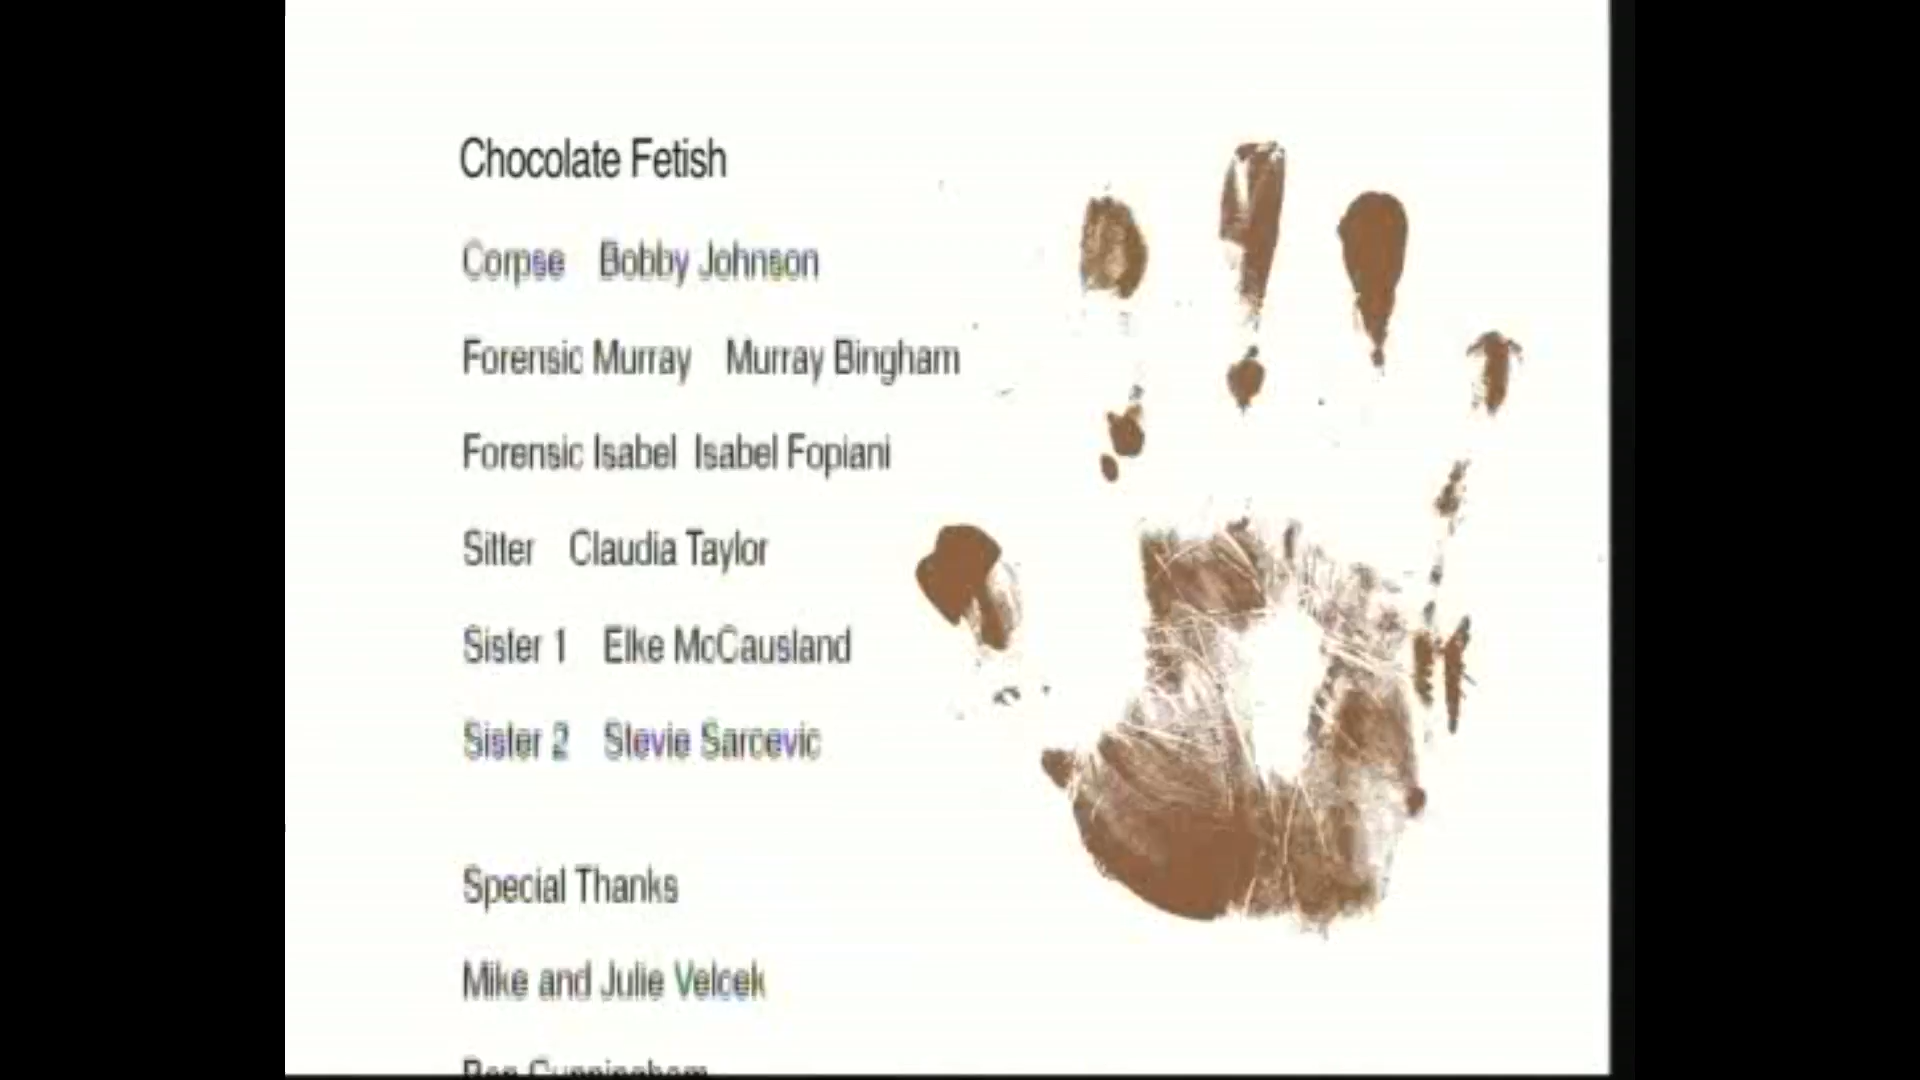 Chocolate Fetish
Corpse Bobby Johnson
Forensic Murray Murray Bingham
Forensic Isabel Isabel Fopiani
Sitter Claudia Taylor
Sister 1 Elke McCausland
Sister 2 Stevie Sarcevic
Special Thanks
Mike and Julie Velcek
Cunningham